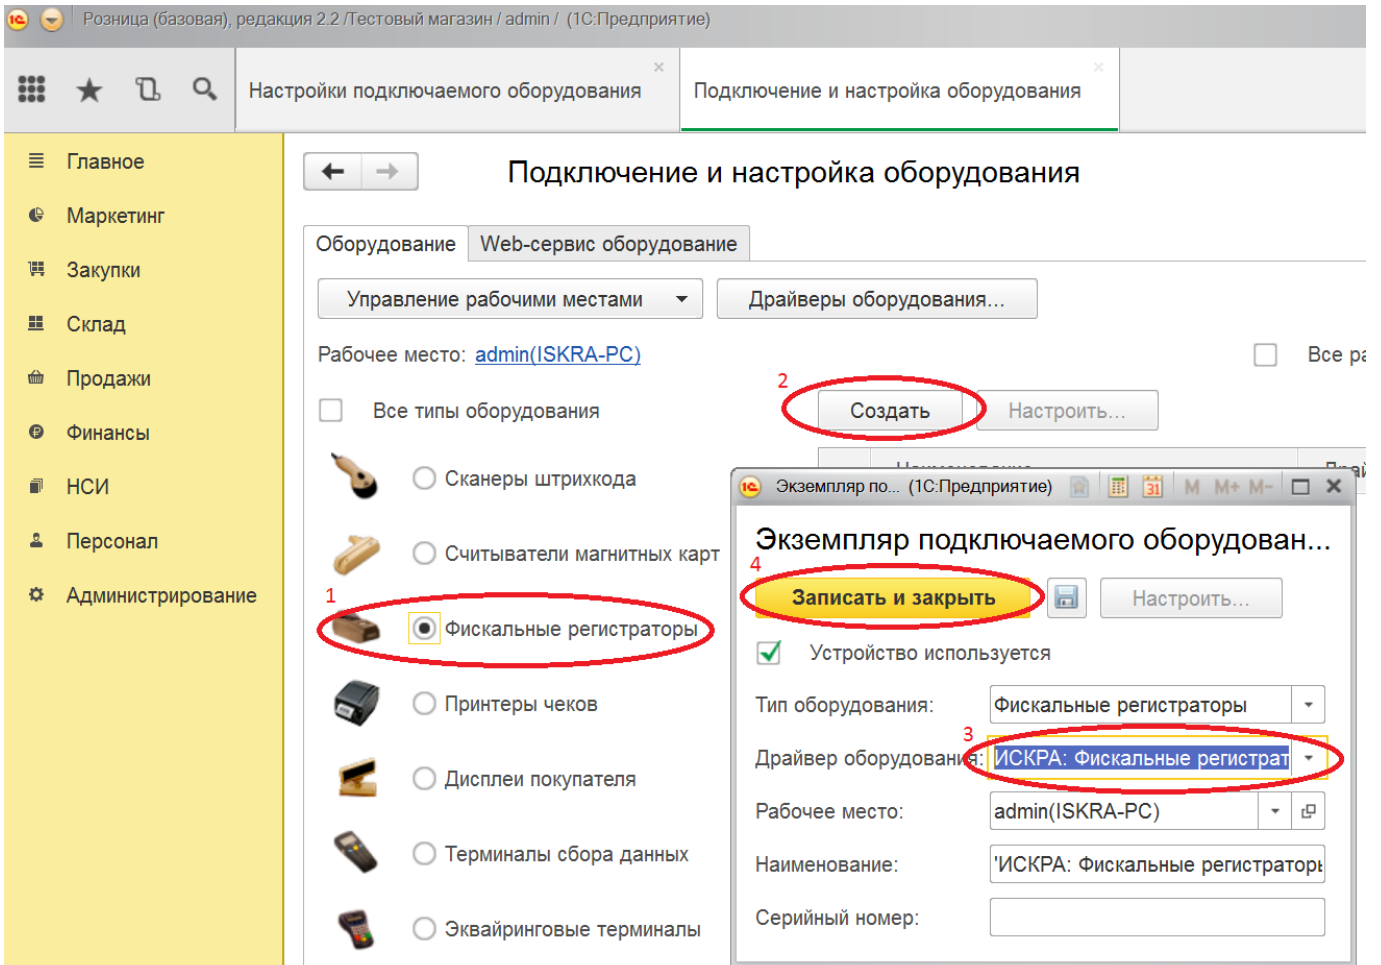 Розница (базовая), редакция 2.2 /Тестовый магазин / admin / (1С:Предприятие)
Настройки подключаемого оборудования
Подключение и настройка оборудования
Главное
Маркетинг
Закупки
Склад
Продажи
Финансы
НСИ
Персонал
Администрирование
Подключение и настройка оборудования
Оборудование
Web-сервис оборудование
Управление рабочими местами
Драйверы оборудования...
Рабочее место: admin(ISKRA-PC)
Все ра
Все типы оборудования
2
Создать
Настроить...
Наименование
Драй
Сканеры штрихкода
Считыватели магнитных карт
1
Фискальные регистраторы
Принтеры чеков
Дисплеи покупателя
Терминалы сбора данных
Эквайринговые терминалы
Экземпляр по... (1С:Предприятие)
31
M M+ M-
Экземпляр подключаемого оборудован...
4
Записать и закрыть
Настроить...
Устройство используется
Тип оборудования: Фискальные регистраторы
3
Драйвер оборудования: ИСКРА: Фискальные регистрат
Рабочее место: admin(ISKRA-PC)
Наименование: 'ИСКРА: Фискальные регистраторы
Серийный номер: